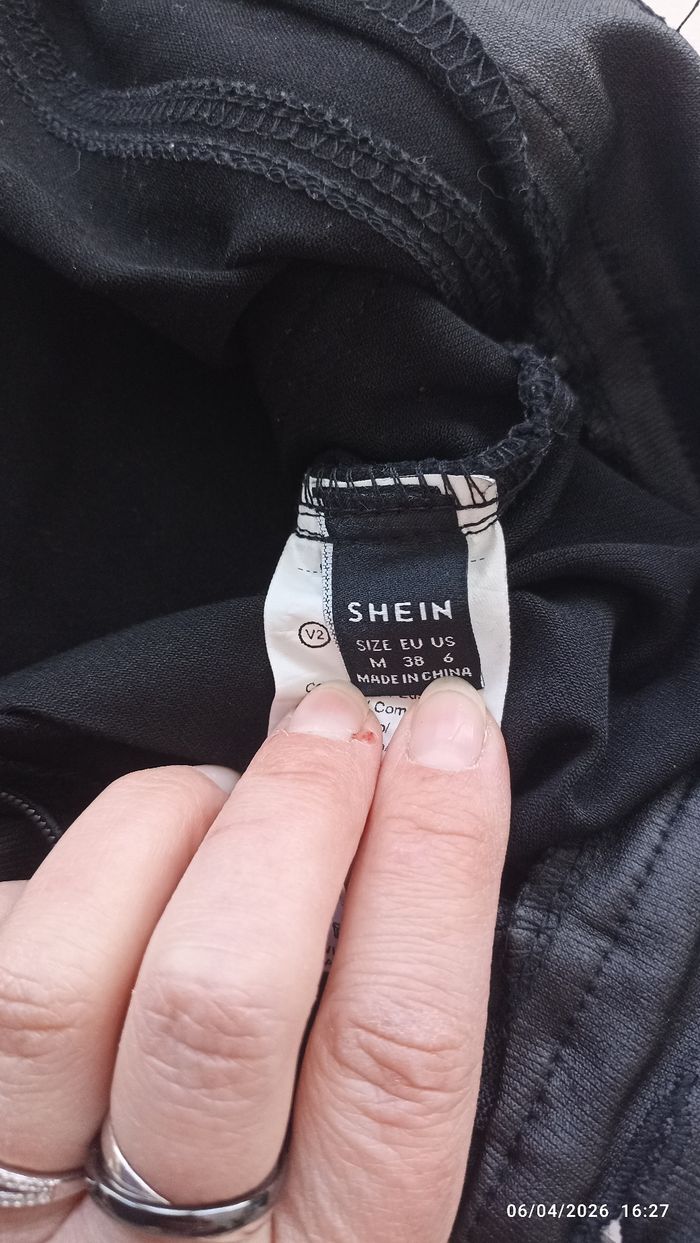 SHEIN
V2
SIZE EU US
M 38 6
MADE IN CHINA
06/04/2026 16:27